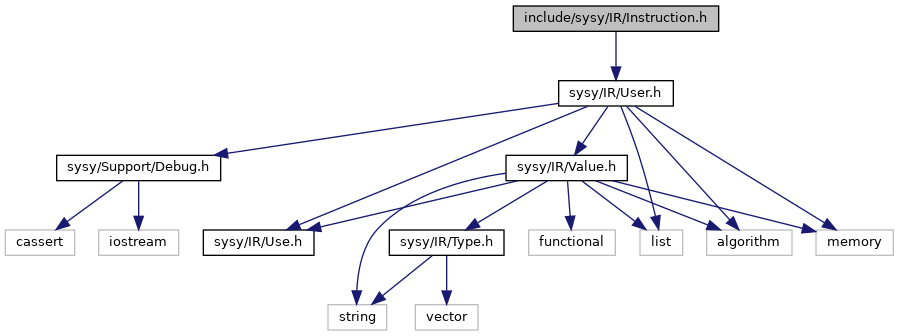 include/sysy/IR/Instruction.h
sysy/IR/User.h
sysy/Support/Debug.h
sysy/IR/Value.h
cassert
iostream
sysy/IR/Use.h
sysy/IR/Type.h
functional
list
algorithm
memory
string
vector